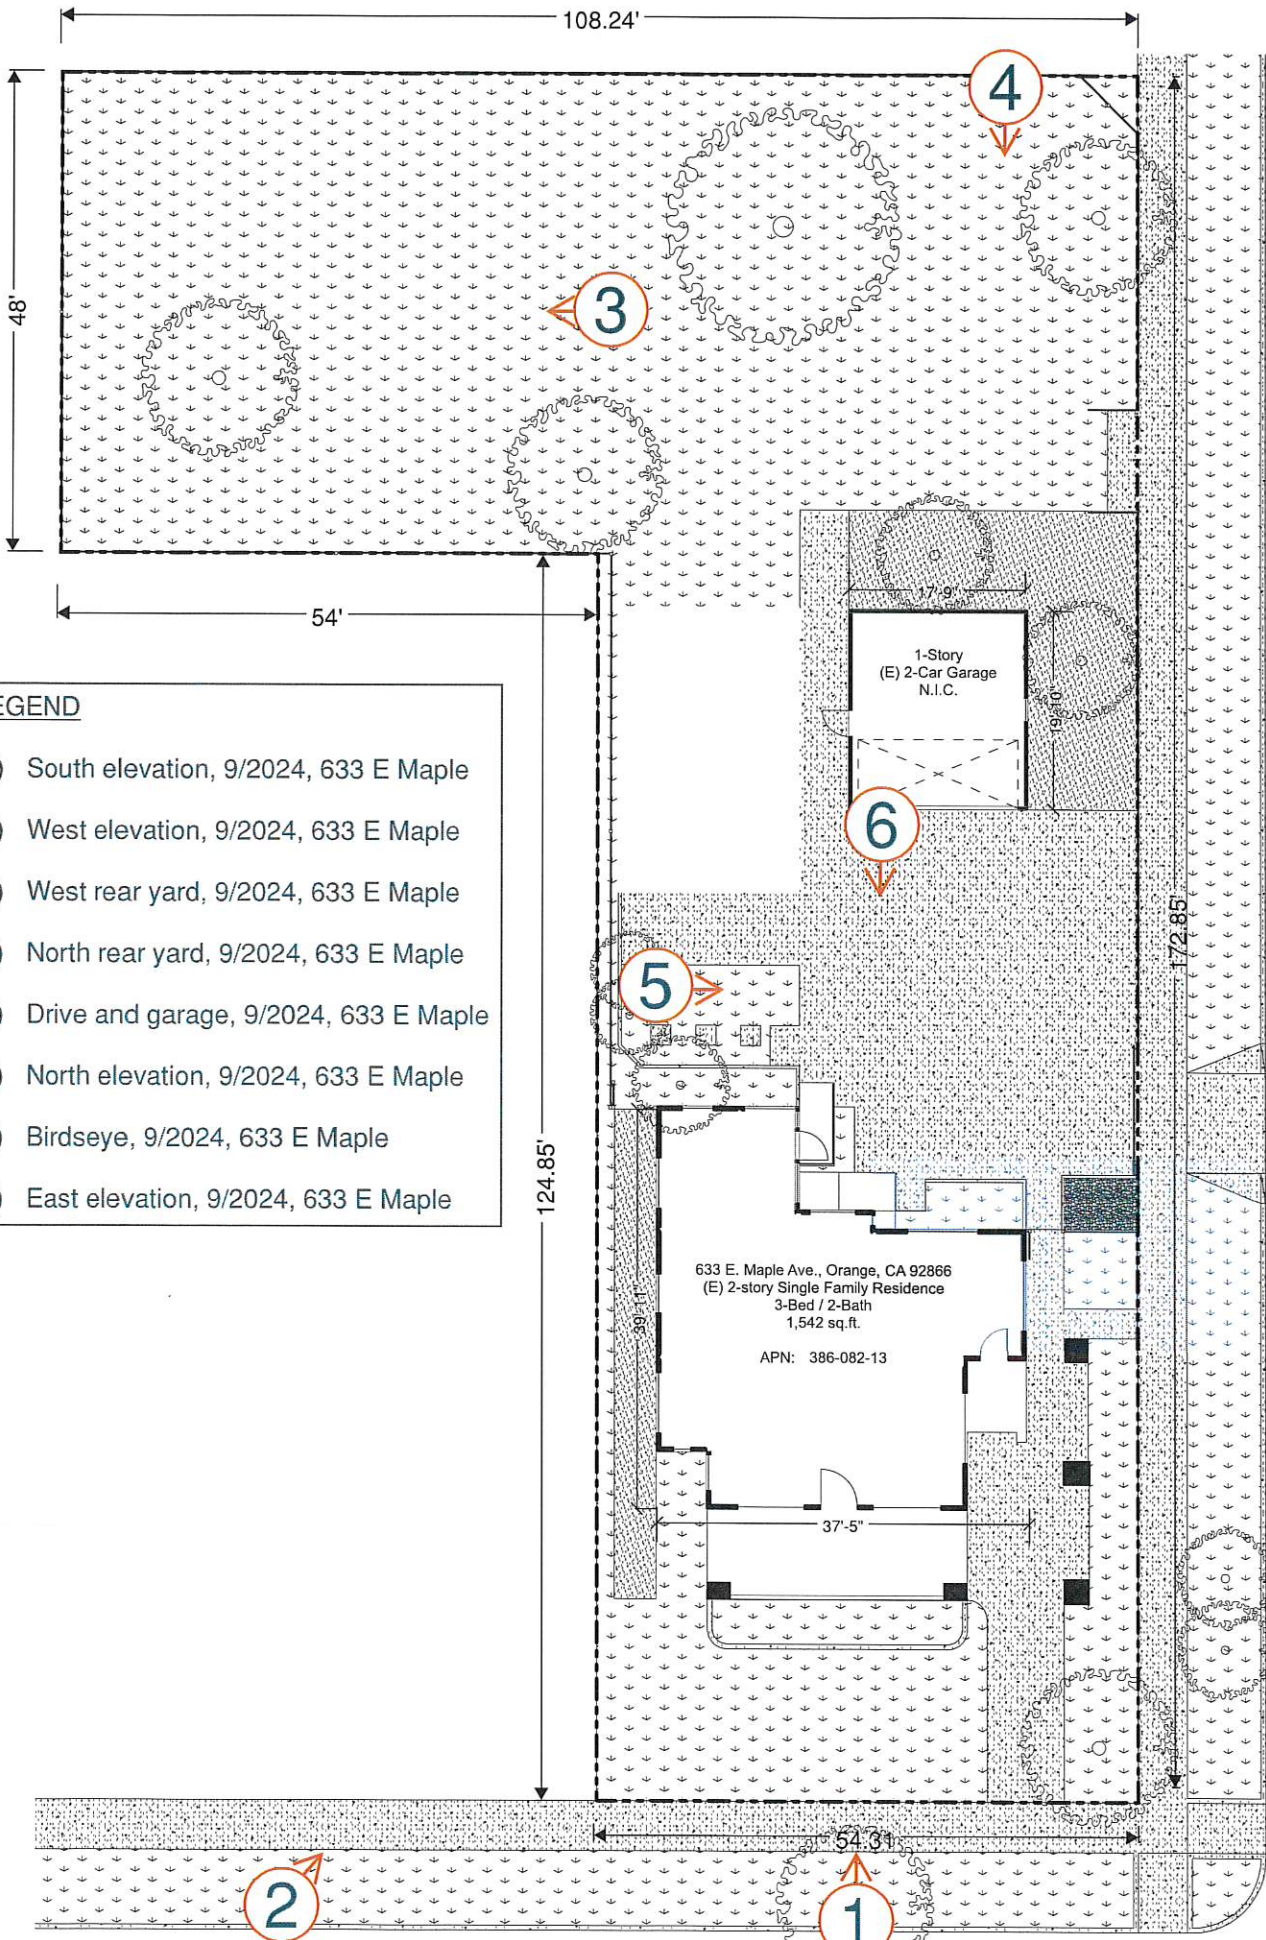 108.24'
4
48'
3
54'
17'-9"
1-Story
(E) 2-Car Garage
N.I.C.
19'-10"
EGEND
South elevation, 9/2024, 633 E Maple
West elevation, 9/2024, 633 E Maple
West rear yard, 9/2024, 633 E Maple
North rear yard, 9/2024, 633 E Maple
Drive and garage, 9/2024, 633 E Maple
North elevation, 9/2024, 633 E Maple
Birdseye, 9/2024, 633 E Maple
East elevation, 9/2024, 633 E Maple
6
172.85'
5
124.85'
633 E. Maple Ave., Orange, CA 92866
(E) 2-story Single Family Residence
3-Bed / 2-Bath
1,542 sq.ft.
APN: 386-082-13
39'-11"
37'-5"
54.31
2
1